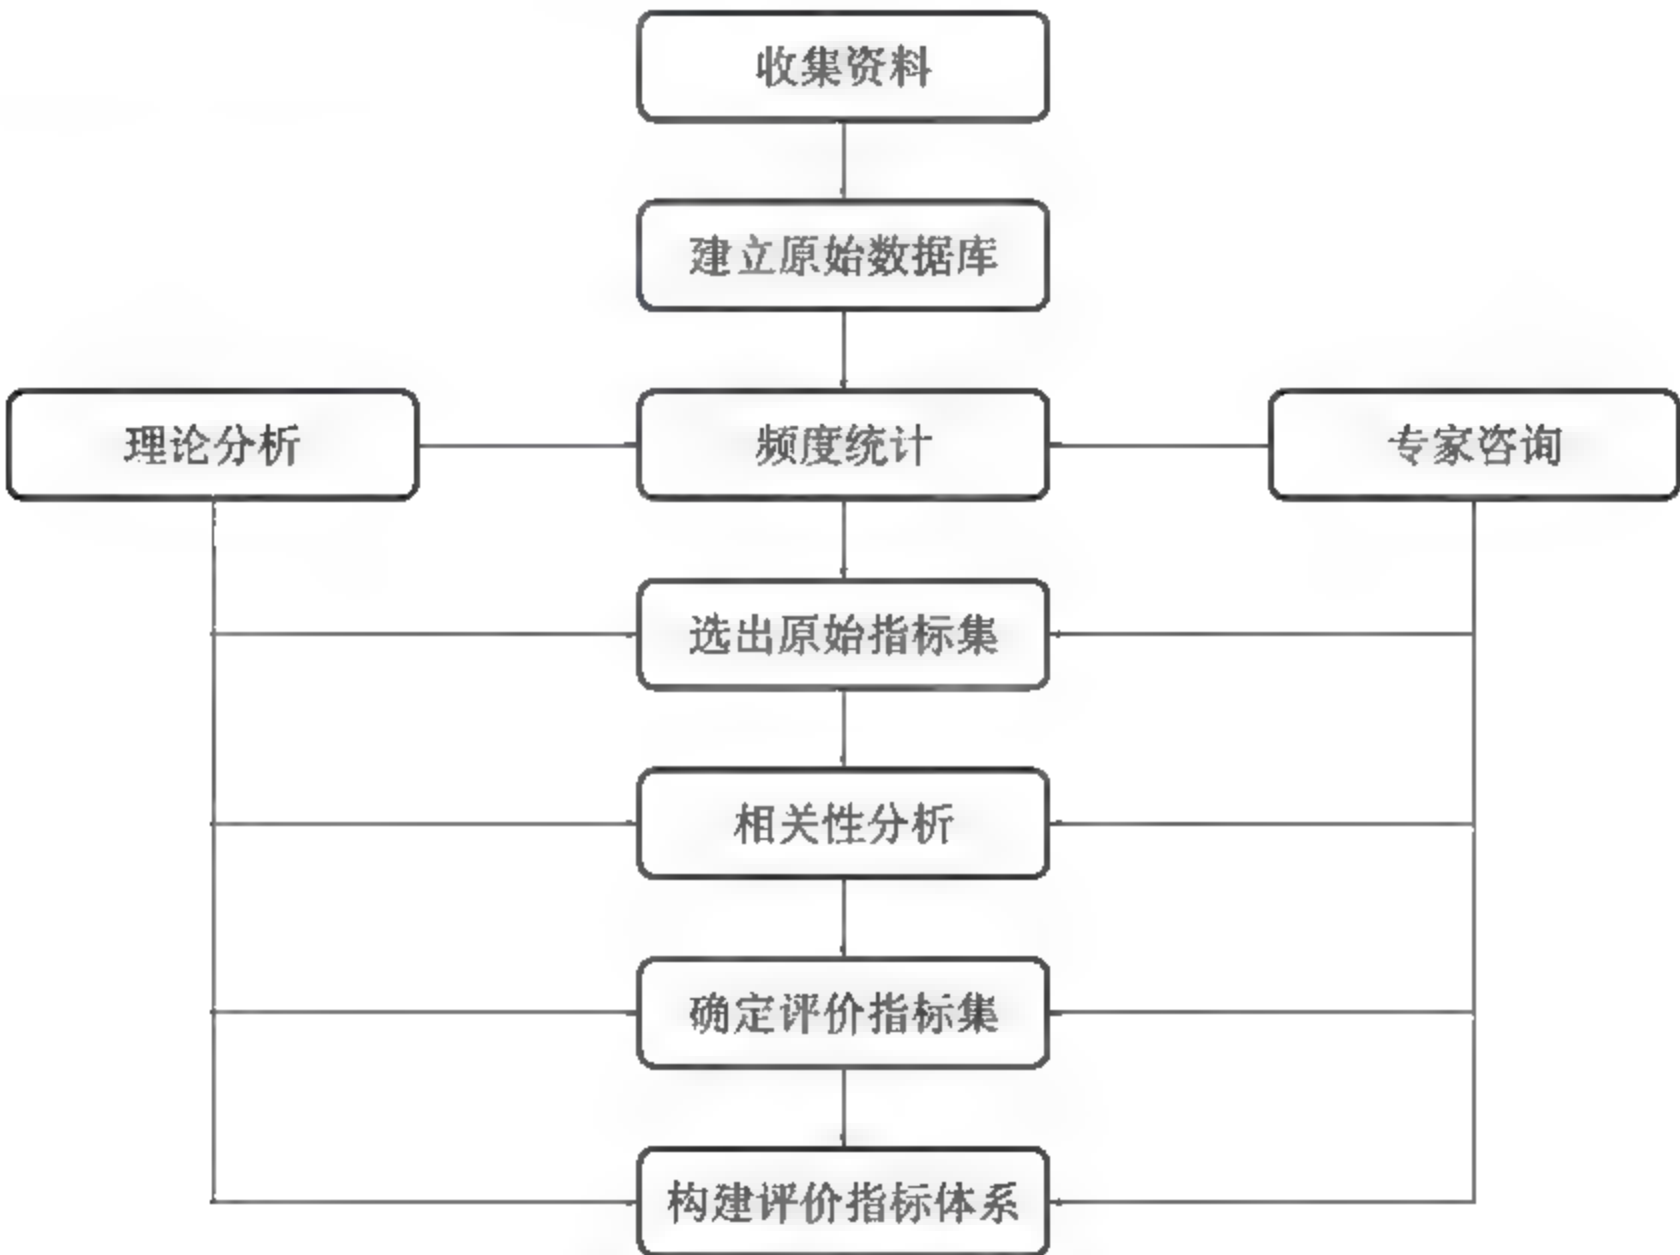 收集资料
建立原始数据库
理论分析
频度统计
专家咨询
选出原始指标集
相关性分析
确定评价指标集
构建评价指标体系